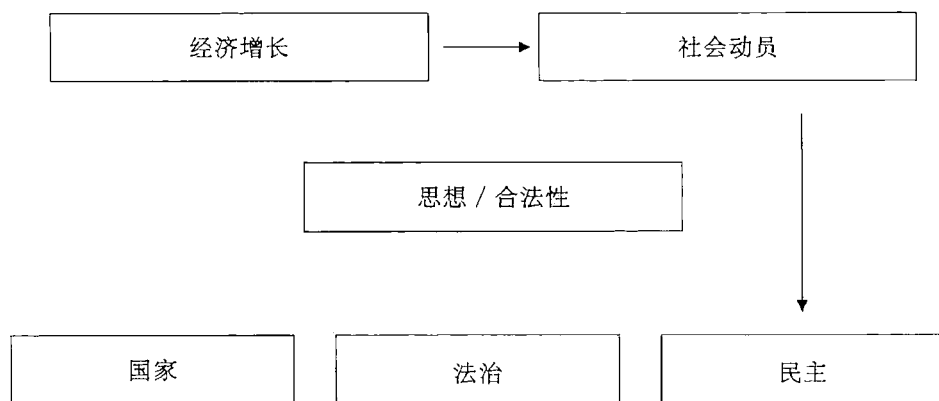 经济增长
社会动员
思想 / 合法性
国家
法治
民主